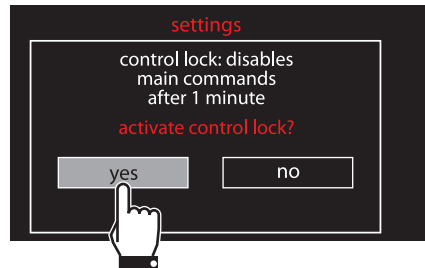 settings
control lock: disables
main commands
after 1 minute
activate control lock?
yes
no